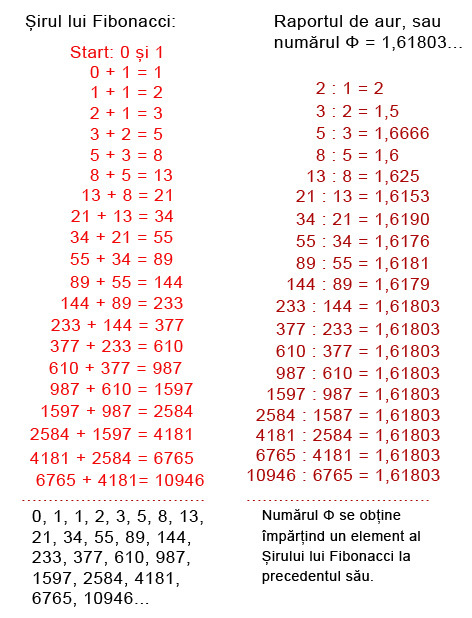 Șirul lui Fibonacci:
Start: 0 și 1
0 + 1 = 1
1 + 1 = 2
2 + 1 = 3
3 + 2 = 5
5 + 3 = 8
8 + 5 = 13
13 + 8 = 21
21 + 13 = 34
34 + 21 = 55
55 + 34 = 89
89 + 55 = 144
144 + 89 = 233
233 + 144 = 377
377 + 233 = 610
610 + 377 = 987
987 + 610 = 1597
1597 + 987 = 2584
2584 + 1597 = 4181
4181 + 2584 = 6765
6765 + 4181= 10946
0, 1, 1, 2, 3, 5, 8, 13,
21, 34, 55, 89, 144,
233, 377, 610, 987,
1597, 2584, 4181,
6765, 10946...
Raportul de aur, sau
numărul Φ = 1,61803...
2 : 1 = 2
3 : 2 = 1,5
5 : 3 = 1,6666
8 : 5 = 1,6
13 : 8 = 1,625
21 : 13 = 1,6153
34 : 21 = 1,6190
55 : 34 = 1,6176
89 : 55 = 1,6181
144 : 89 = 1,6179
233 : 144 = 1,61803
377 : 233 = 1,61803
610 : 377 = 1,61803
987 : 610 = 1,61803
1597 : 987 = 1,61803
2584 : 1587 = 1,61803
4181 : 2584 = 1,61803
6765 : 4181 = 1,61803
10946 : 6765 = 1,61803
Numărul Φ se obține
împărțind un element al
Șirului lui Fibonacci la
precedentul său.